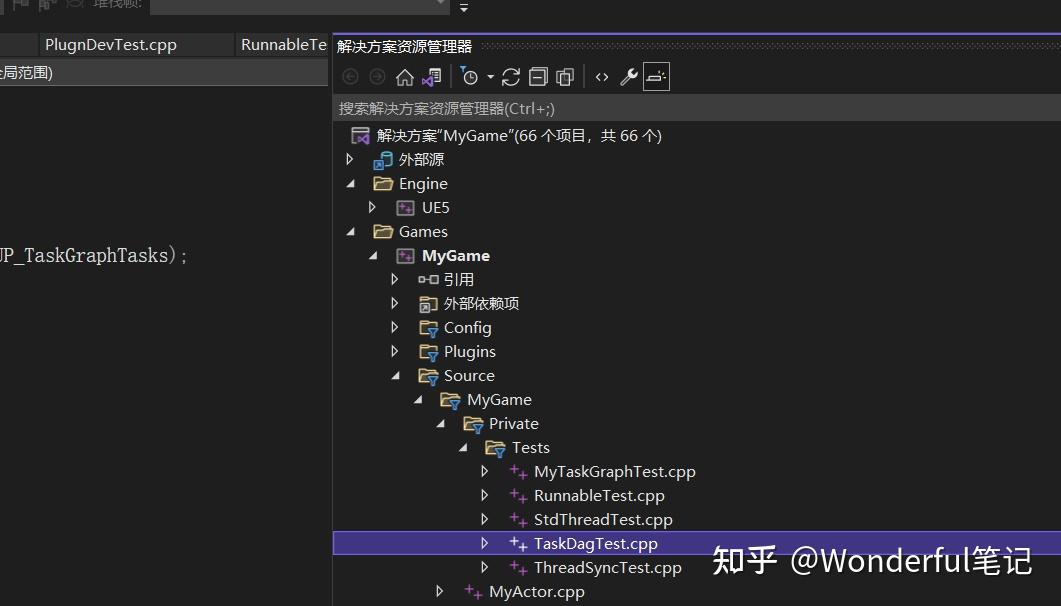 堆栈帧:
PlugnDevTest.cpp
RunnableTe
解决方案资源管理器
全局范围)
搜索解决方案资源管理器(Ctrl+;)
解决方案“MyGame”(66 个项目，共 66 个)
外部源
Engine
UE5
Games
UP_TaskGraphTasks);
MyGame
引用
外部依赖项
Config
Plugins
Source
MyGame
Private
Tests
MyTaskGraphTest.cpp
RunnableTest.cpp
StdThreadTest.cpp
TaskDagTest.cpp
ThreadSyncTest.cpp
MyActor.cpp
知乎 @Wonderful笔记